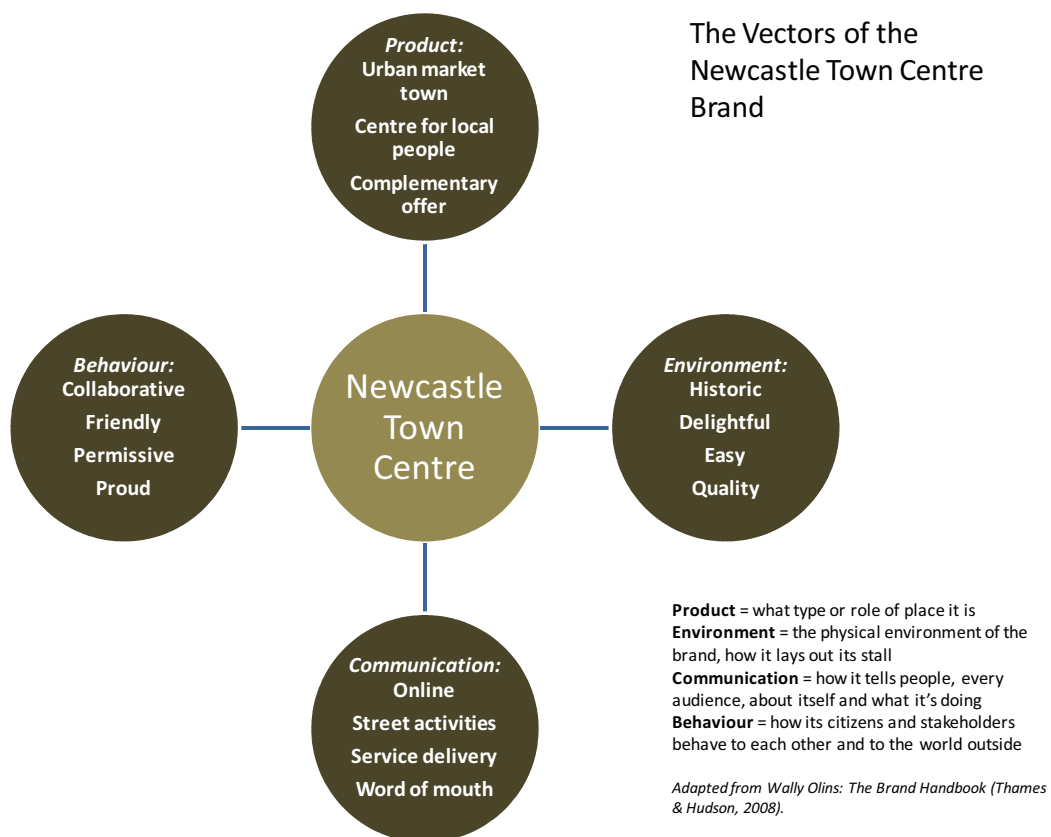 The Vectors of the
Newcastle Town Centre
Brand
Product:
Urban market
town
Centre for local
people
Complementary
offer
Behaviour:
Collaborative
Friendly
Permissive
Proud
Newcastle
Town
Centre
Environment:
Historic
Delightful
Easy
Quality
Communication:
Online
Street activities
Service delivery
Word of mouth
Product = what type or role of place it is
Environment = the physical environment of the
brand, how it lays out its stall
Communication = how it tells people, every
audience, about itself and what it’s doing
Behaviour = how its citizens and stakeholders
behave to each other and to the world outside
Adapted from Wally Olins: The Brand Handbook (Thames
& Hudson, 2008).